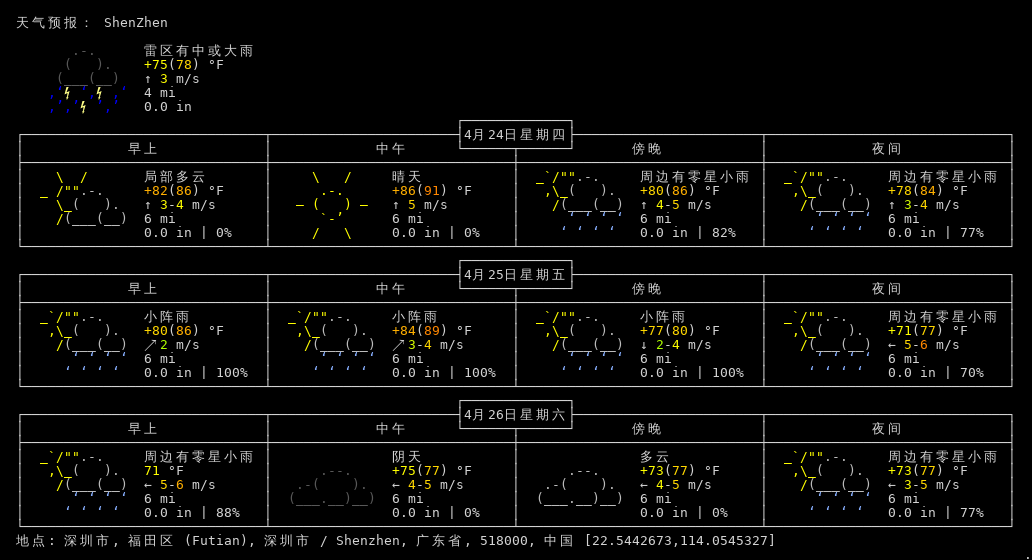 天气预报： ShenZhen
雷区有中或大雨
+75(78) °F
↑ 3 m/s
4 mi
0.0 in
4月24日星期四
早上 中午 傍晚 夜间
局部多云 晴天 周边有零星小雨 周边有零星小雨
+82(86) °F +86(91) °F +80(86) °F +78(84) °F
↑ 3-4 m/s ↑ 5 m/s ↑ 4-5 m/s ↑ 3-4 m/s
6 mi 6 mi 6 mi 6 mi
0.0 in | 0% 0.0 in | 0% 0.0 in | 82% 0.0 in | 77%
4月25日星期五
早上 中午 傍晚 夜间
小阵雨 小阵雨 小阵雨 周边有零星小雨
+80(86) °F +84(89) °F +77(80) °F +71(77) °F
↗ 2 m/s ↗ 3-4 m/s ↓ 2-4 m/s ← 5-6 m/s
6 mi 6 mi 6 mi 6 mi
0.0 in | 100% 0.0 in | 100% 0.0 in | 100% 0.0 in | 70%
4月26日星期六
早上 中午 傍晚 夜间
周边有零星小雨 阴天 多云 周边有零星小雨
71 °F +75(77) °F +73(77) °F +73(77) °F
← 5-6 m/s ← 4-5 m/s ← 4-5 m/s ← 3-5 m/s
6 mi 6 mi 6 mi 6 mi
0.0 in | 88% 0.0 in | 0% 0.0 in | 0% 0.0 in | 77%
地点: 深圳市, 福田区 (Futian), 深圳市 / Shenzhen, 广东省, 518000, 中国 [22.5442673,114.0545327]